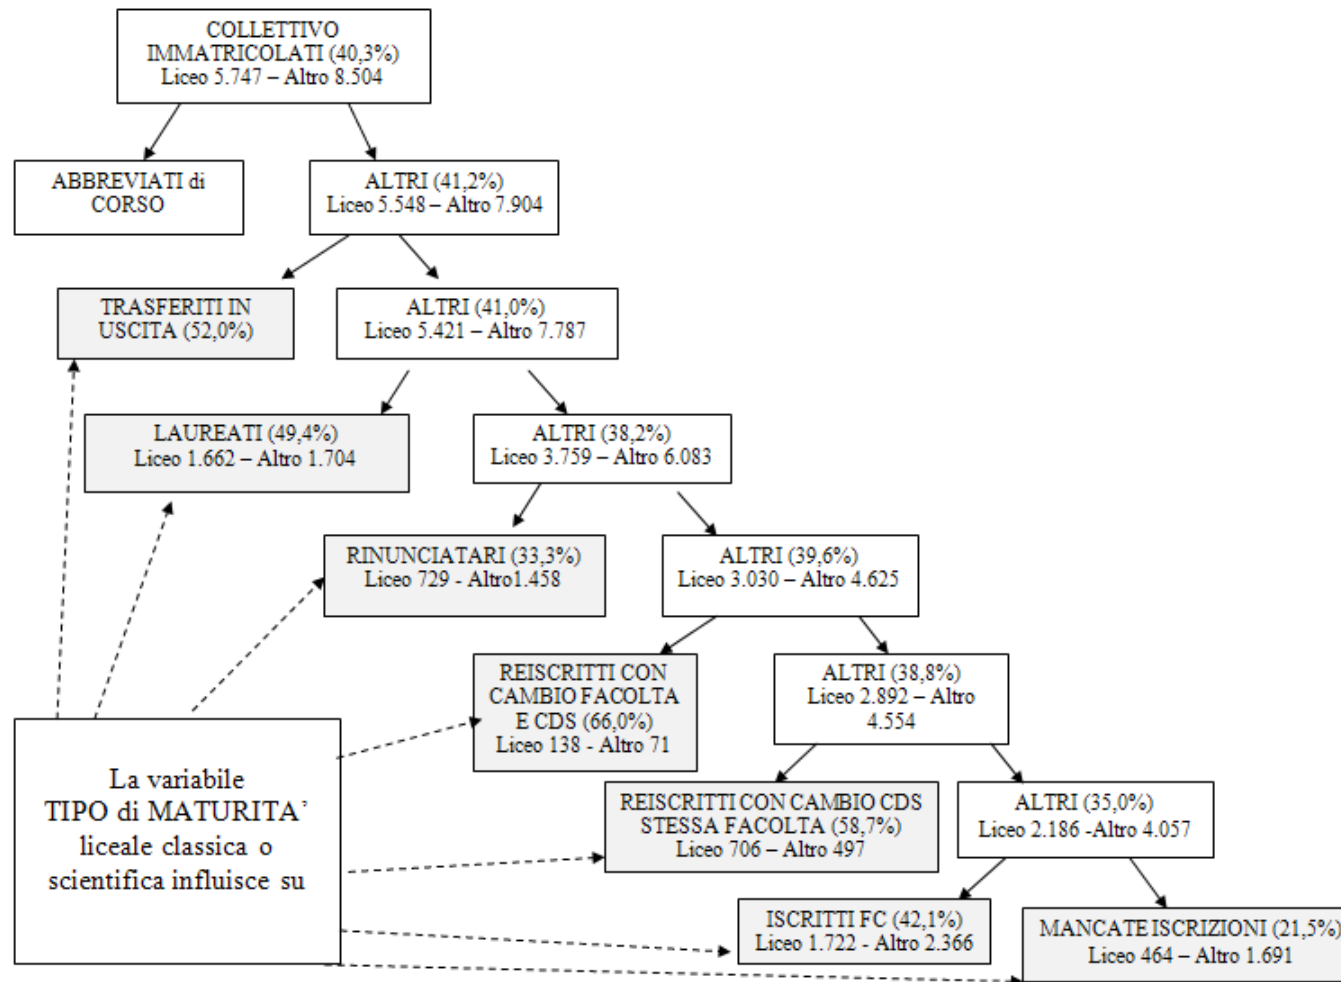 COLLETTIVO
IMMATRICOLATI (40,3%)
Liceo 5.747 – Altro 8.504
ABBREVIATI di
CORSO
ALTRI (41,2%)
Liceo 5.548 – Altro 7.904
TRASFERITI IN
USCITA (52,0%)
ALTRI (41,0%)
Liceo 5.421 – Altro 7.787
LAUREATI (49,4%)
Liceo 1.662 – Altro 1.704
ALTRI (38,2%)
Liceo 3.759 – Altro 6.083
RINUNCIATARI (33,3%)
Liceo 729 - Altro1.458
ALTRI (39,6%)
Liceo 3.030 – Altro 4.625
REISCRITTI CON
CAMBIO FACOLTA
E CDS (66,0%)
Liceo 138 - Altro 71
ALTRI (38,8%)
Liceo 2.892 – Altro
4.554
La variabile
TIPO di MATURITA’
liceale classica o
scientifica influisce su
REISCRITTI CON CAMBIO CDS
STESSA FACOLTA (58,7%)
Liceo 706 – Altro 497
ALTRI (35,0%)
Liceo 2.186 -Altro 4.057
ISCRITTI FC (42,1%)
Liceo 1.722 - Altro 2.366
MANCATE ISCRIZIONI (21,5%)
Liceo 464 – Altro 1.691